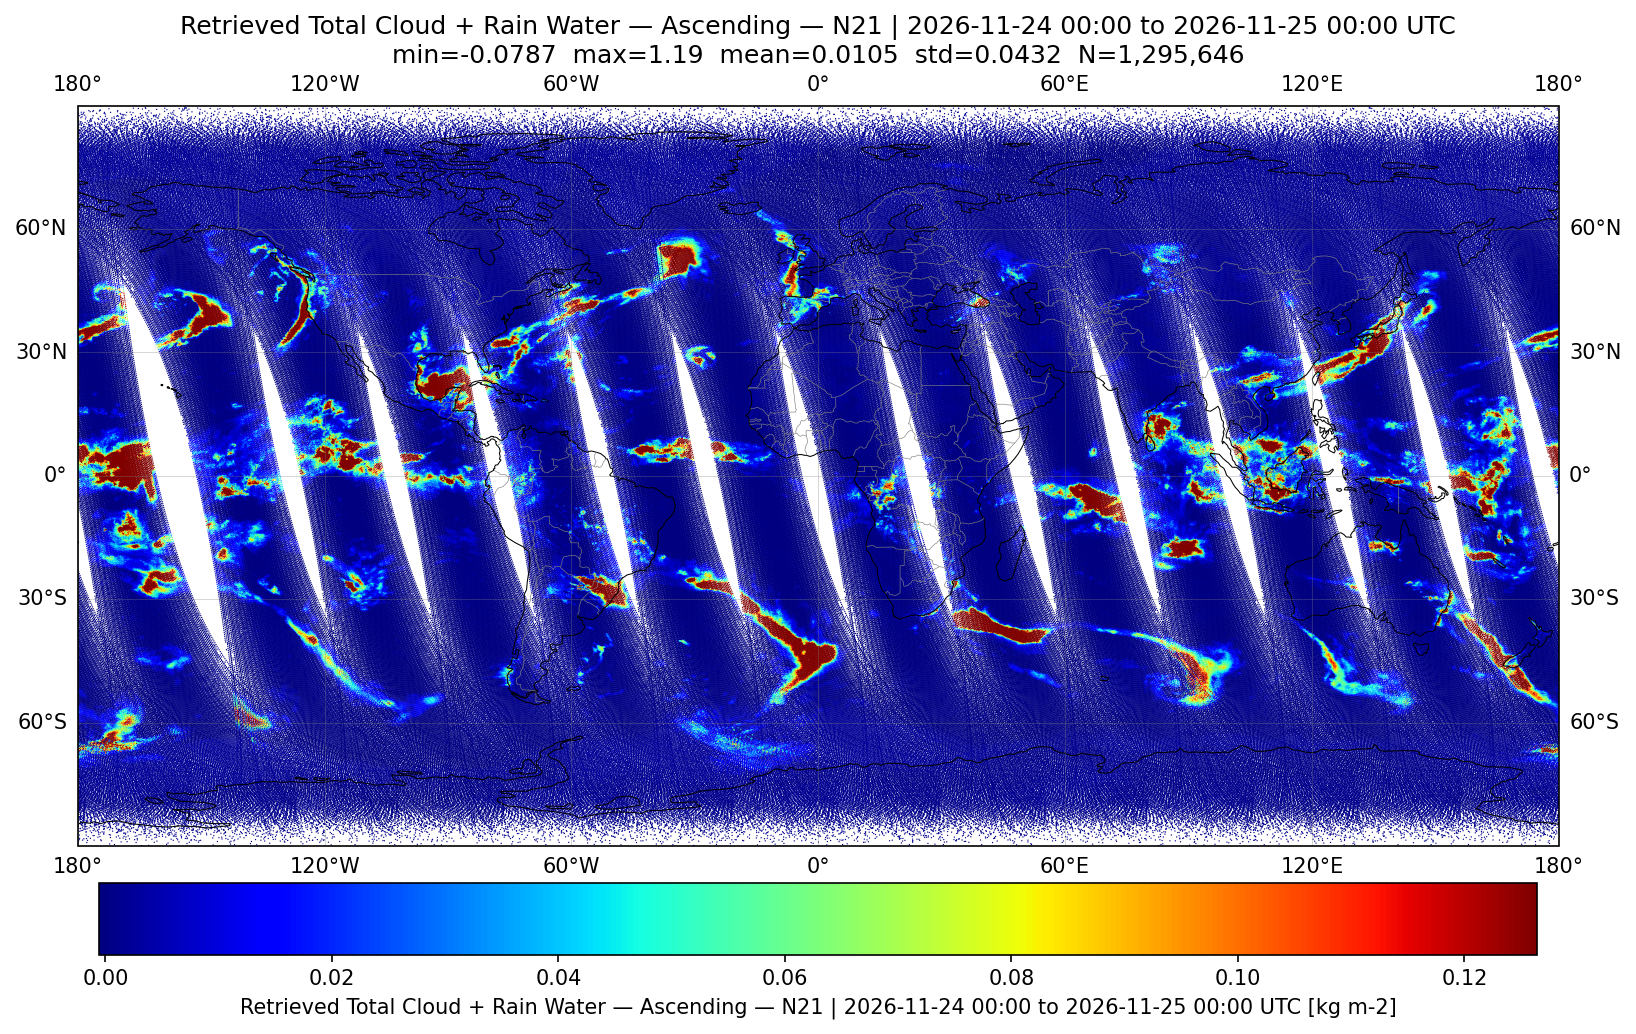 Retrieved Total Cloud + Rain Water — Ascending — N21 | 2026-11-24 00:00 to 2026-11-25 00:00 UTC
min=-0.0787  max=1.19  mean=0.0105  std=0.0432  N=1,295,646
180° 120°W 60°W 0° 60°E 120°E 180°
60°N 60°N
30°N 30°N
0° 0°
30°S 30°S
60°S 60°S
180° 120°W 60°W 0° 60°E 120°E 180°
0.00 0.02 0.04 0.06 0.08 0.10 0.12
Retrieved Total Cloud + Rain Water — Ascending — N21 | 2026-11-24 00:00 to 2026-11-25 00:00 UTC [kg m-2]